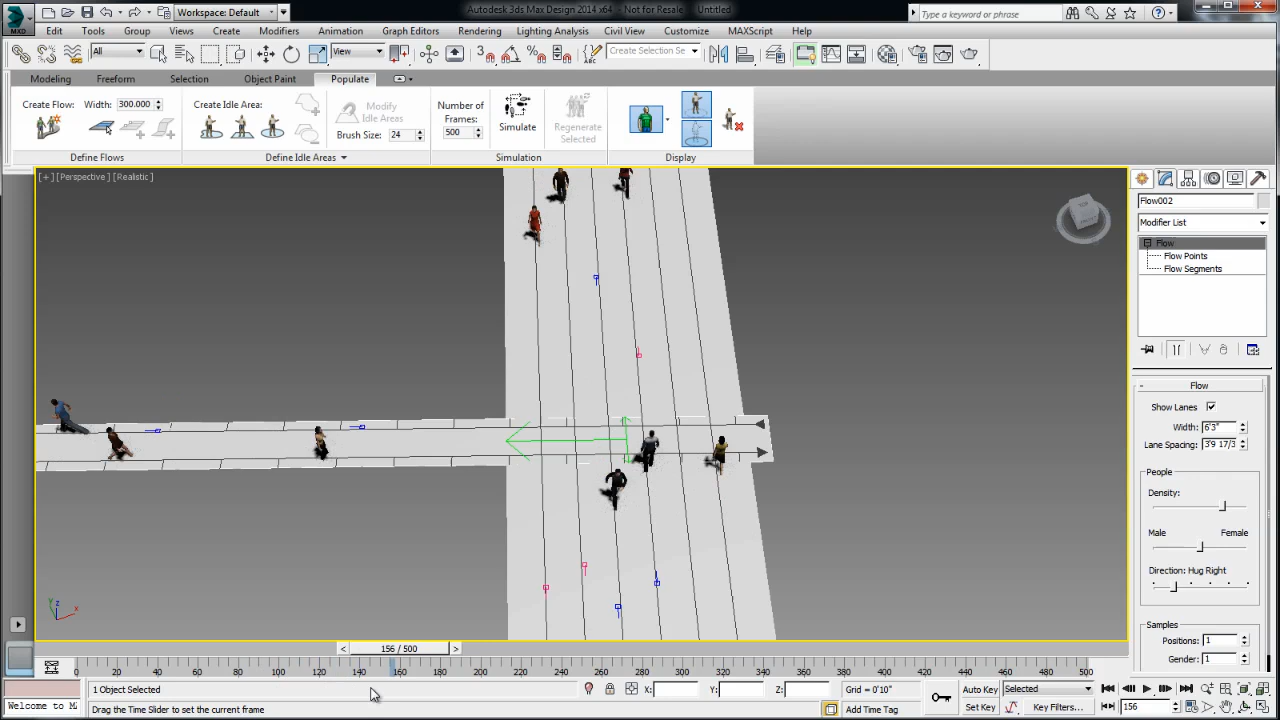 Workspace: Default
Autodesk 3ds Max Design 2014 x64 - Not for Resale Untitled
Type a keyword or phrase
MXD
Edit Tools Group Views Create Modifiers Animation Graph Editors Rendering Lighting Analysis Civil View Customize MAXScript Help
All View 3 Create Selection Se
Modeling Freeform Selection Object Paint Populate
Create Flow: Width: 300.000 Create Idle Area: Modify Idle Areas Brush Size: 24 Number of Frames: 500 Simulate Regenerate Selected
Define Flows Define Idle Areas Simulation Display
[+] [Perspective] [Realistic]
Flow002
Modifier List
Flow
Flow Points
Flow Segments
Flow
Show Lanes
Width: 6'3"
Lane Spacing: 3'9 17/3
People
Density:
Male Female
Direction: Hug Right
Samples
Positions: 1
Gender: 1
z y x
< 156 / 500 >
0 20 40 60 80 100 120 140 160 180 200 220 240 260 280 300 320 340 360 380 400 420 440 460 480 500
1 Object Selected X: Y: Z: Grid = 0'10" Auto Key Selected
Welcome to M Drag the Time Slider to set the current frame Add Time Tag Set Key Key Filters... 156